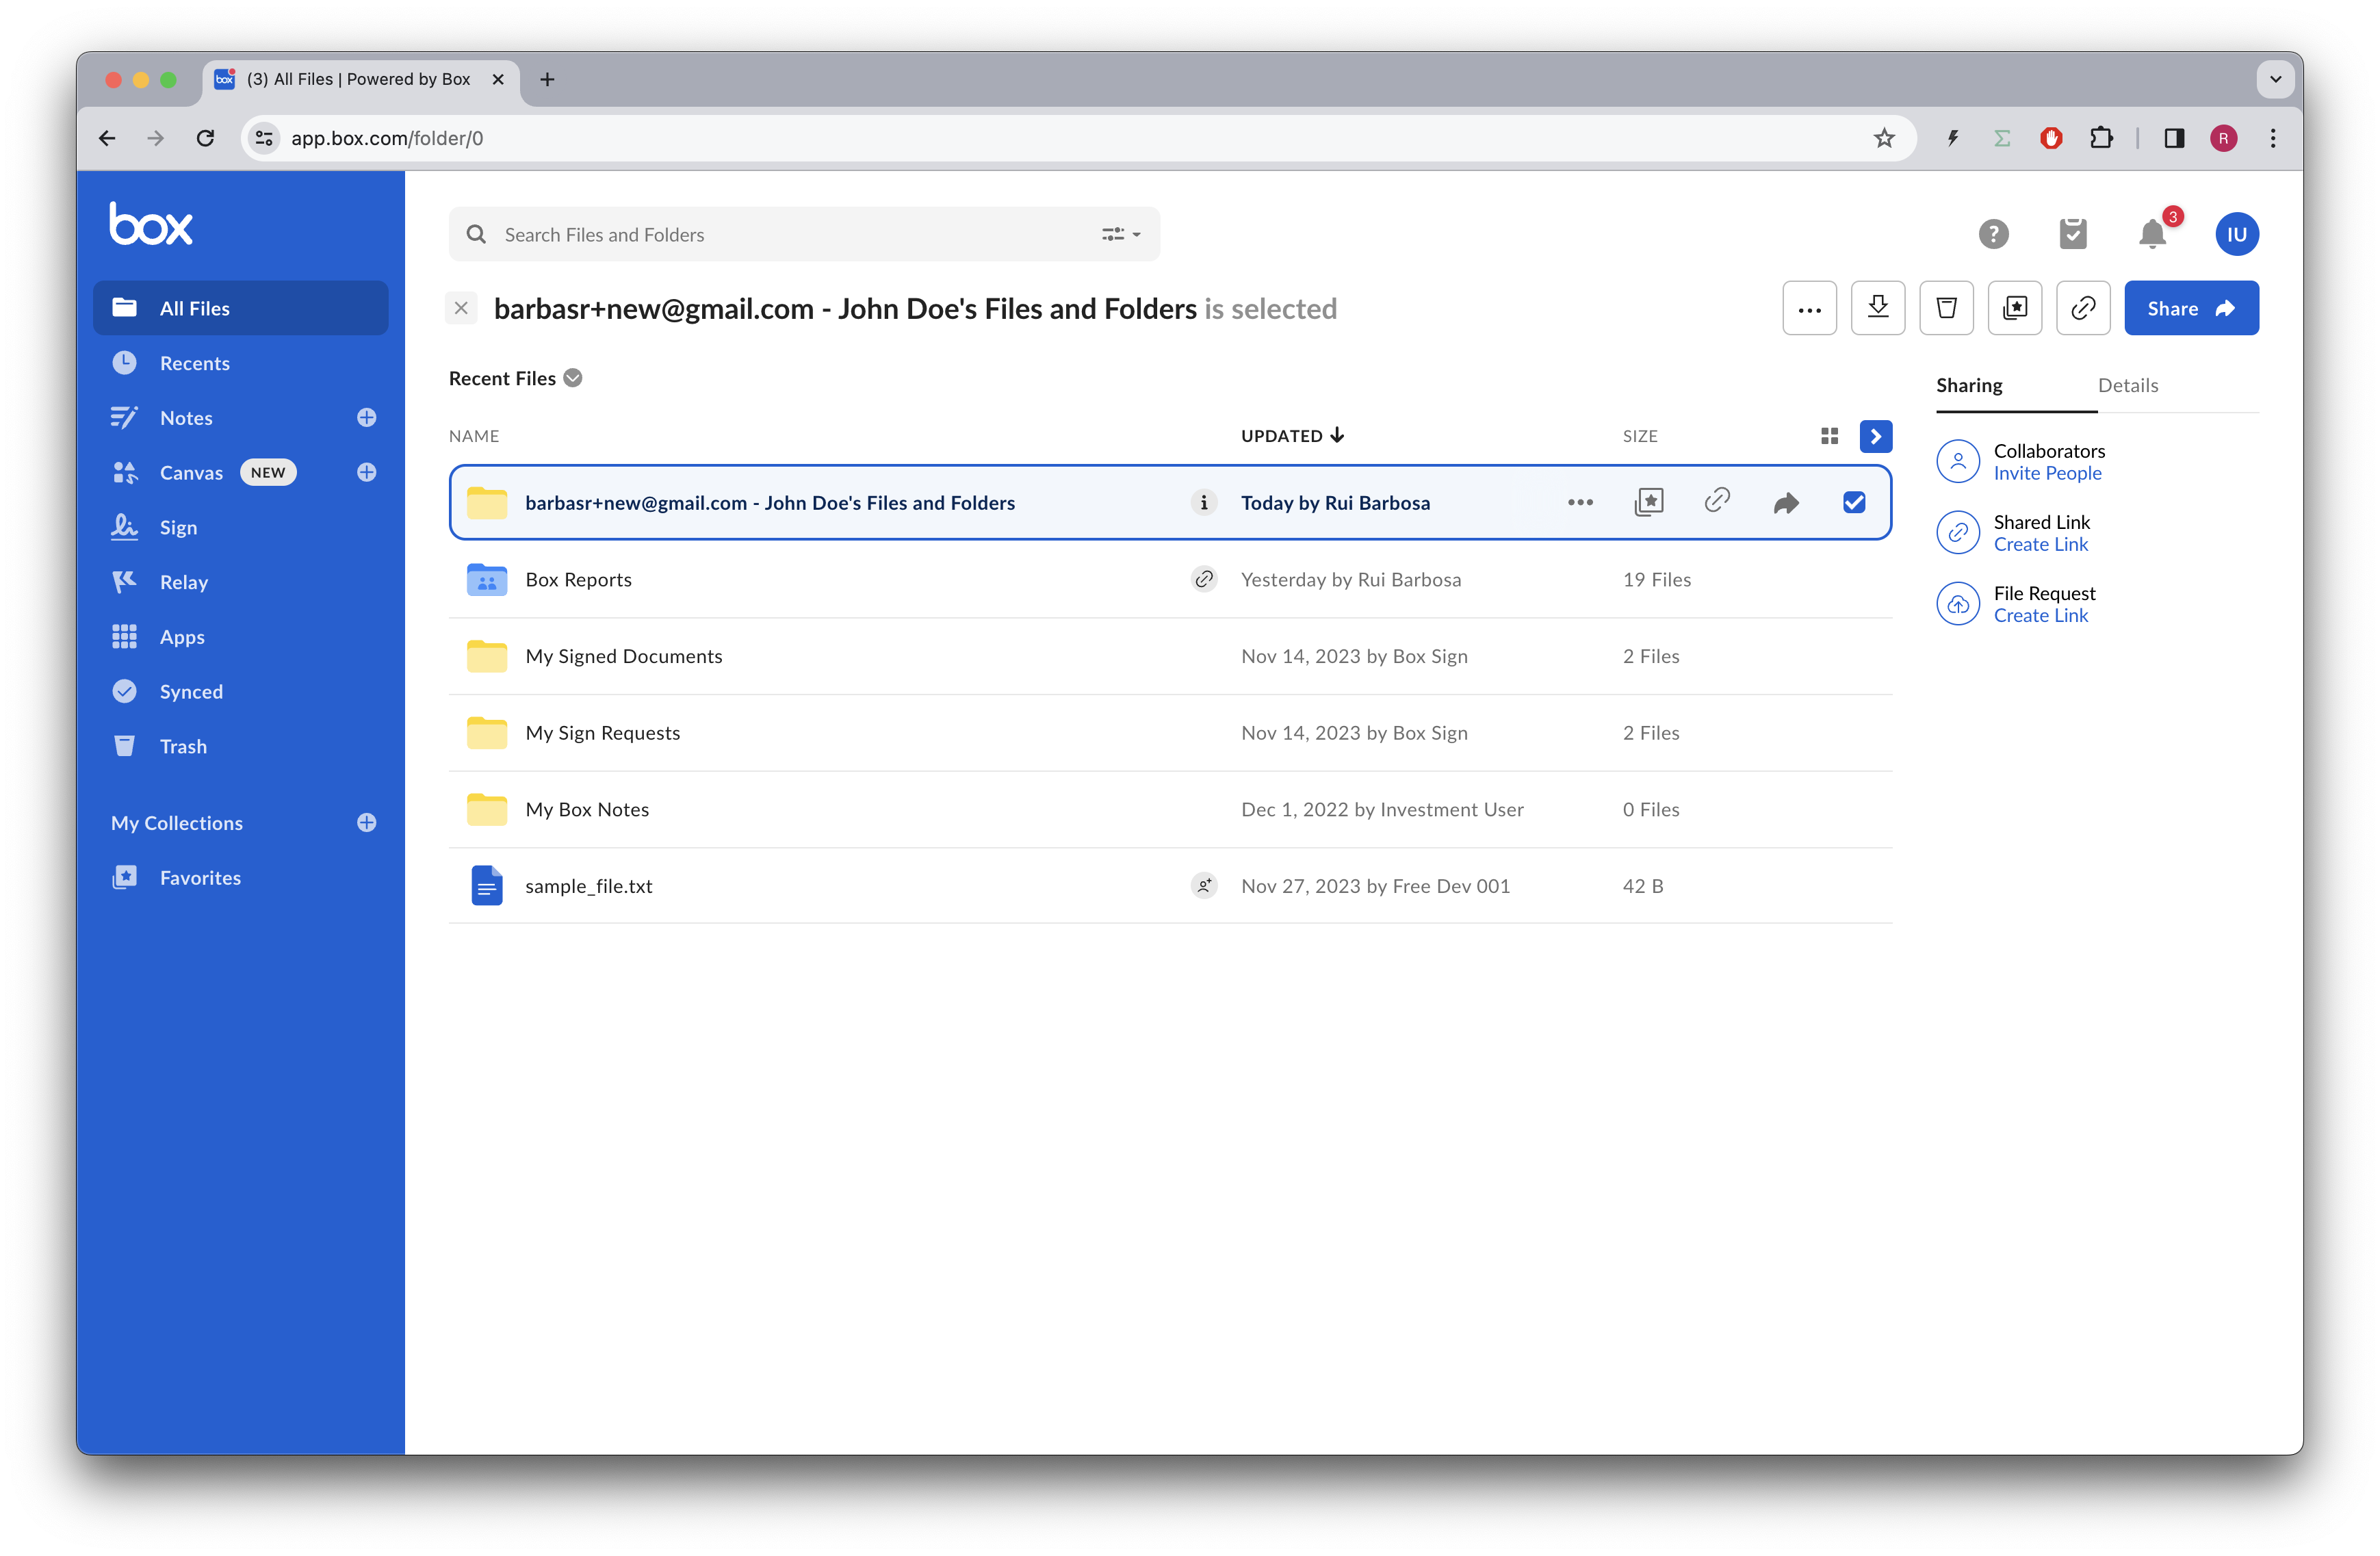 box (3) All Files | Powered by Box
app.box.com/folder/0
R
box
Search Files and Folders
?
3
IU
All Files
Recents
Notes
Canvas NEW
Sign
Relay
Apps
Synced
Trash
My Collections
Favorites
barbasr+new@gmail.com - John Doe's Files and Folders is selected
Share
Recent Files
NAME UPDATED SIZE
barbasr+new@gmail.com - John Doe's Files and Folders i Today by Rui Barbosa
Box Reports Yesterday by Rui Barbosa 19 Files
My Signed Documents Nov 14, 2023 by Box Sign 2 Files
My Sign Requests Nov 14, 2023 by Box Sign 2 Files
My Box Notes Dec 1, 2022 by Investment User 0 Files
sample_file.txt Nov 27, 2023 by Free Dev 001 42 B
Sharing Details
Collaborators
Invite People
Shared Link
Create Link
File Request
Create Link